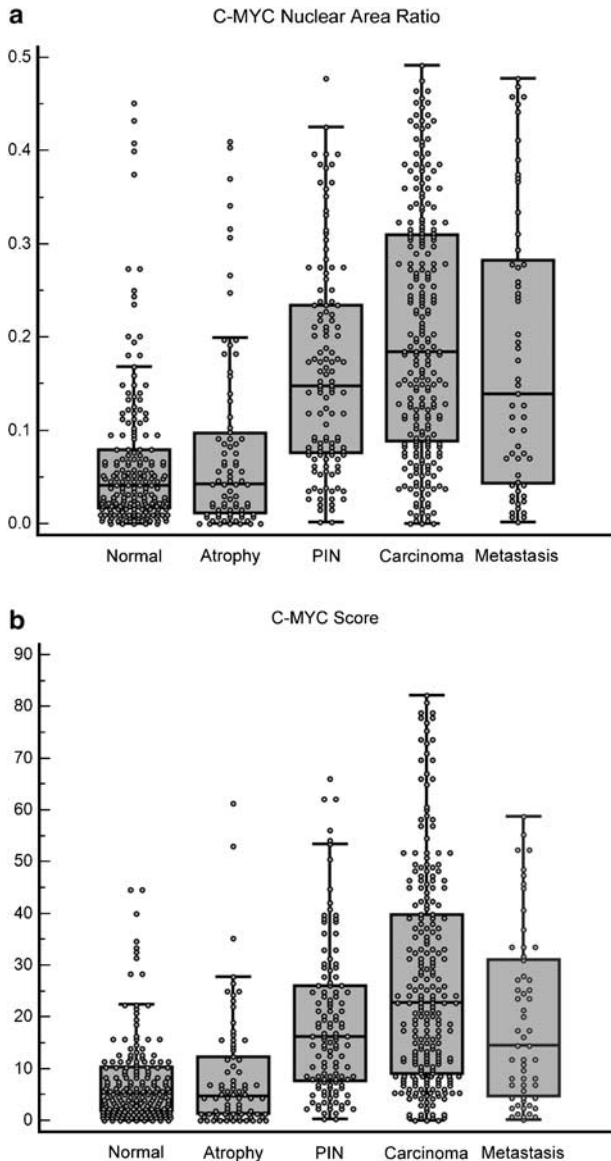 a
C-MYC Nuclear Area Ratio
0.5
0.4
0.3
0.2
0.1
0.0
Normal Atrophy PIN Carcinoma Metastasis
b
C-MYC Score
90
80
70
60
50
40
30
20
10
0
Normal Atrophy PIN Carcinoma Metastasis